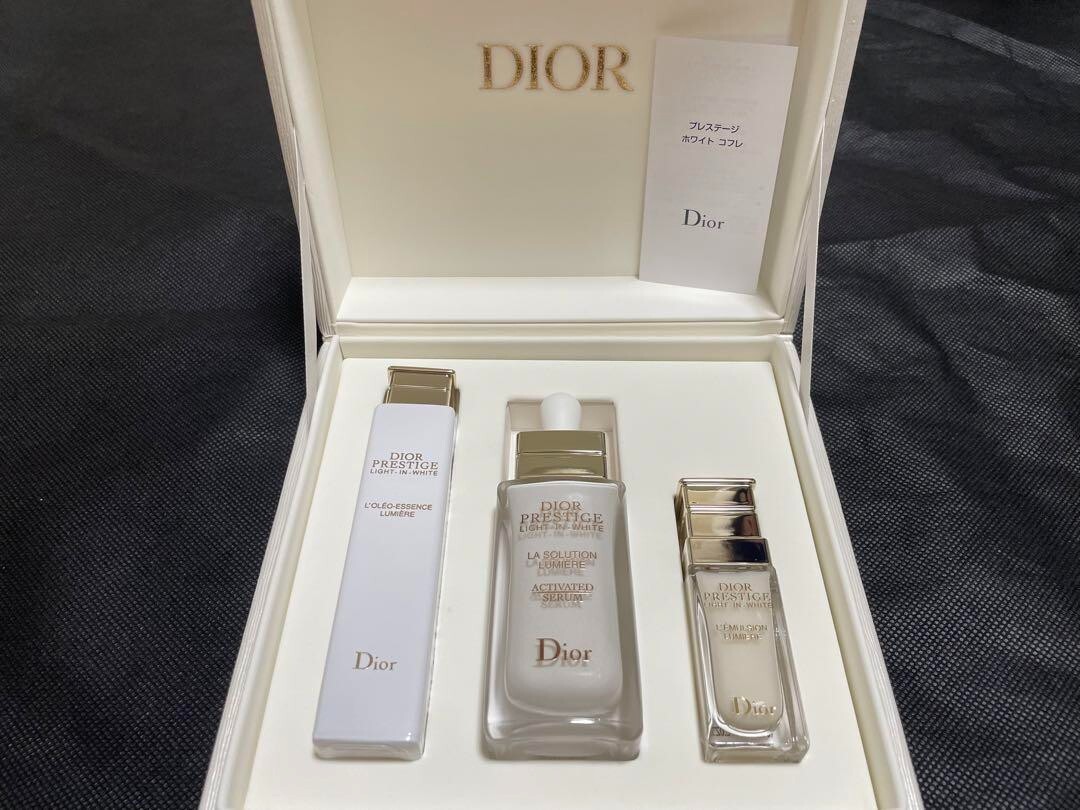 DIOR
プレステージ
ホワイト コフレ
Dior
DIOR
PRESTIGE
LIGHT-IN-WHITE
L'OLÉO-ESSENCE
LUMIÈRE
Dior
DIOR
PRESTIGE
LIGHT-IN-WHITE
LA SOLUTION
LUMIÈRE
ACTIVATED
SERUM
Dior
DIOR
PRESTIGE
LIGHT-IN-WHITE
L'ÉMULSION
LUMIÈRE
Dior